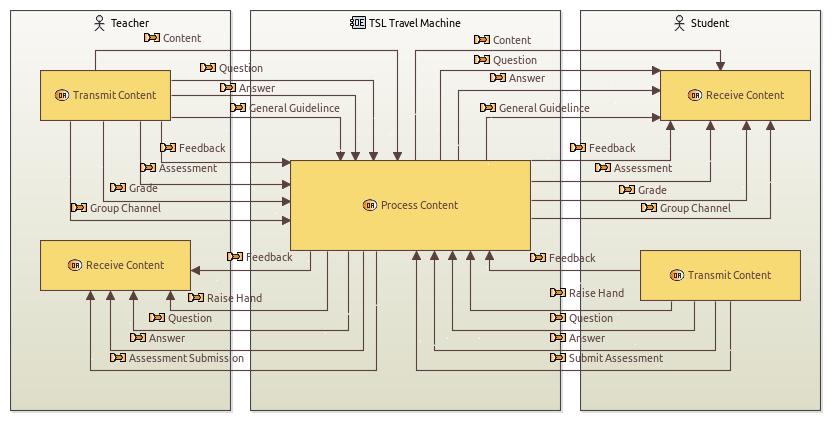 Teacher
TSL Travel Machine
Student
Content
Content
Question
Question
Answer
Answer
Transmit Content
Receive Content
General Guidelince
General Guidelince
Feedback
Feedback
Assessment
Assessment
Grade
Grade
Group Channel
Process Content
Group Channel
Receive Content
Feedback
Feedback
Transmit Content
Raise Hand
Raise Hand
Question
Question
Answer
Answer
Assessment Submission
Submit Assessment